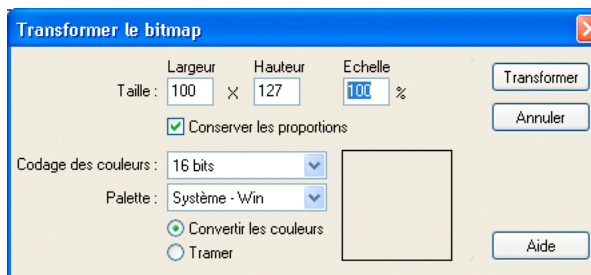 Transformer le bitmap
Largeur Hauteur Echelle
Taille : 100 X 127 100 %
Transformer
Conserver les proportions
Annuler
Codage des couleurs : 16 bits
Palette : Système - Win
Convertir les couleurs
Tramer
Aide